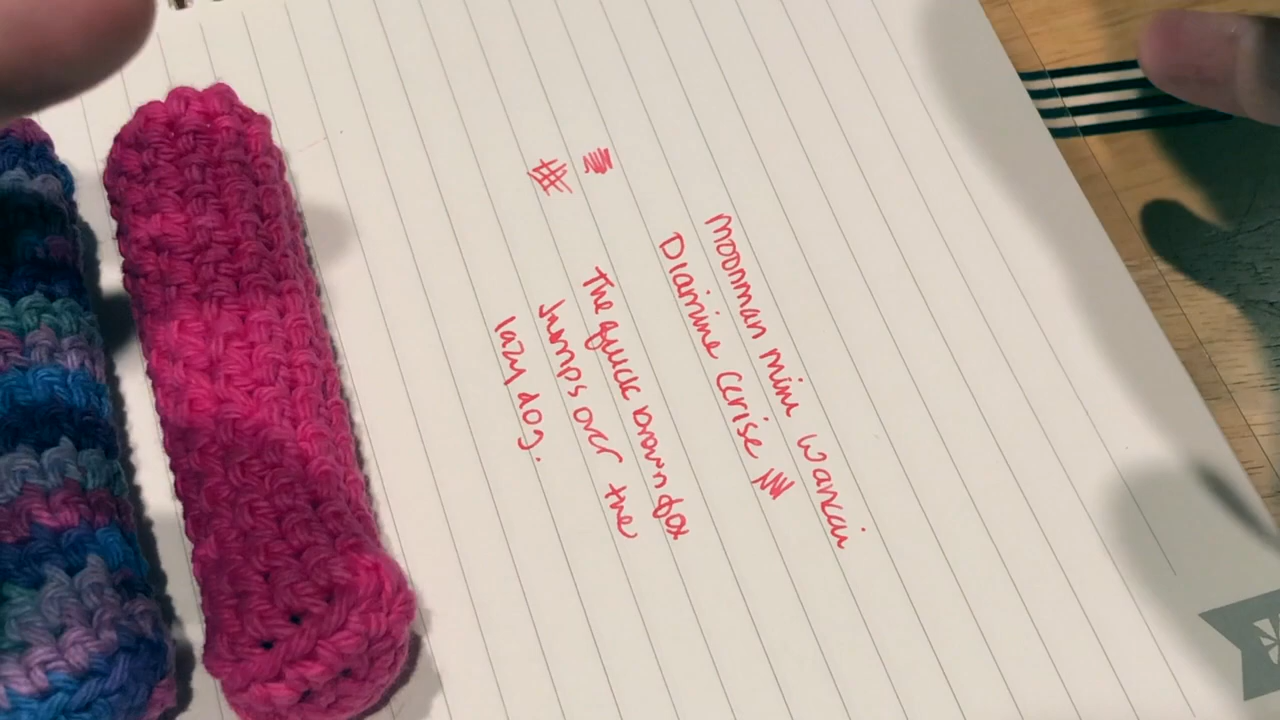 moonman mini wancai
Diamine cerise
The quick brown fox
jumps over the
lazy dog.